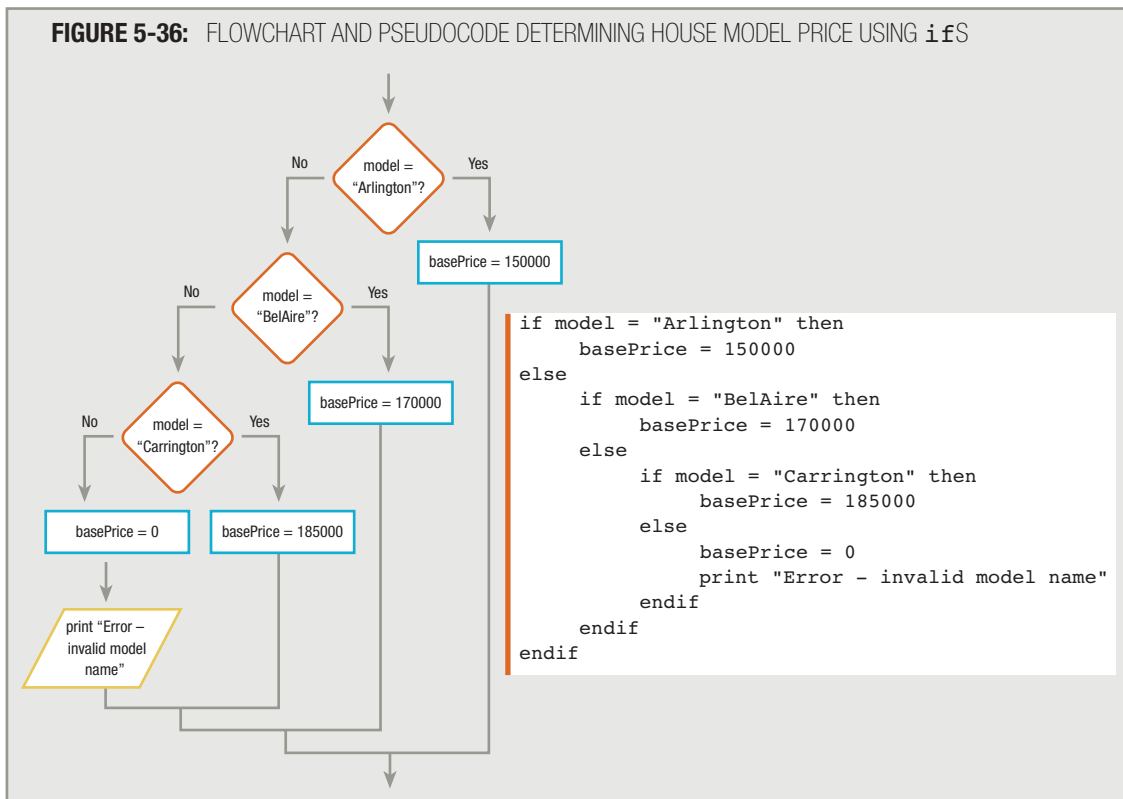 FIGURE 5-36: FLOWCHART AND PSEUDOCODE DETERMINING HOUSE MODEL PRICE USING ifS
model =
“Arlington”?
No
Yes
basePrice = 150000
model =
“BelAire”?
No
Yes
basePrice = 170000
model =
“Carrington”?
No
Yes
basePrice = 0
basePrice = 185000
print “Error –
invalid model
name”
if model = "Arlington" then
basePrice = 150000
else
if model = "BelAire" then
basePrice = 170000
else
if model = "Carrington" then
basePrice = 185000
else
basePrice = 0
print "Error – invalid model name"
endif
endif
endif